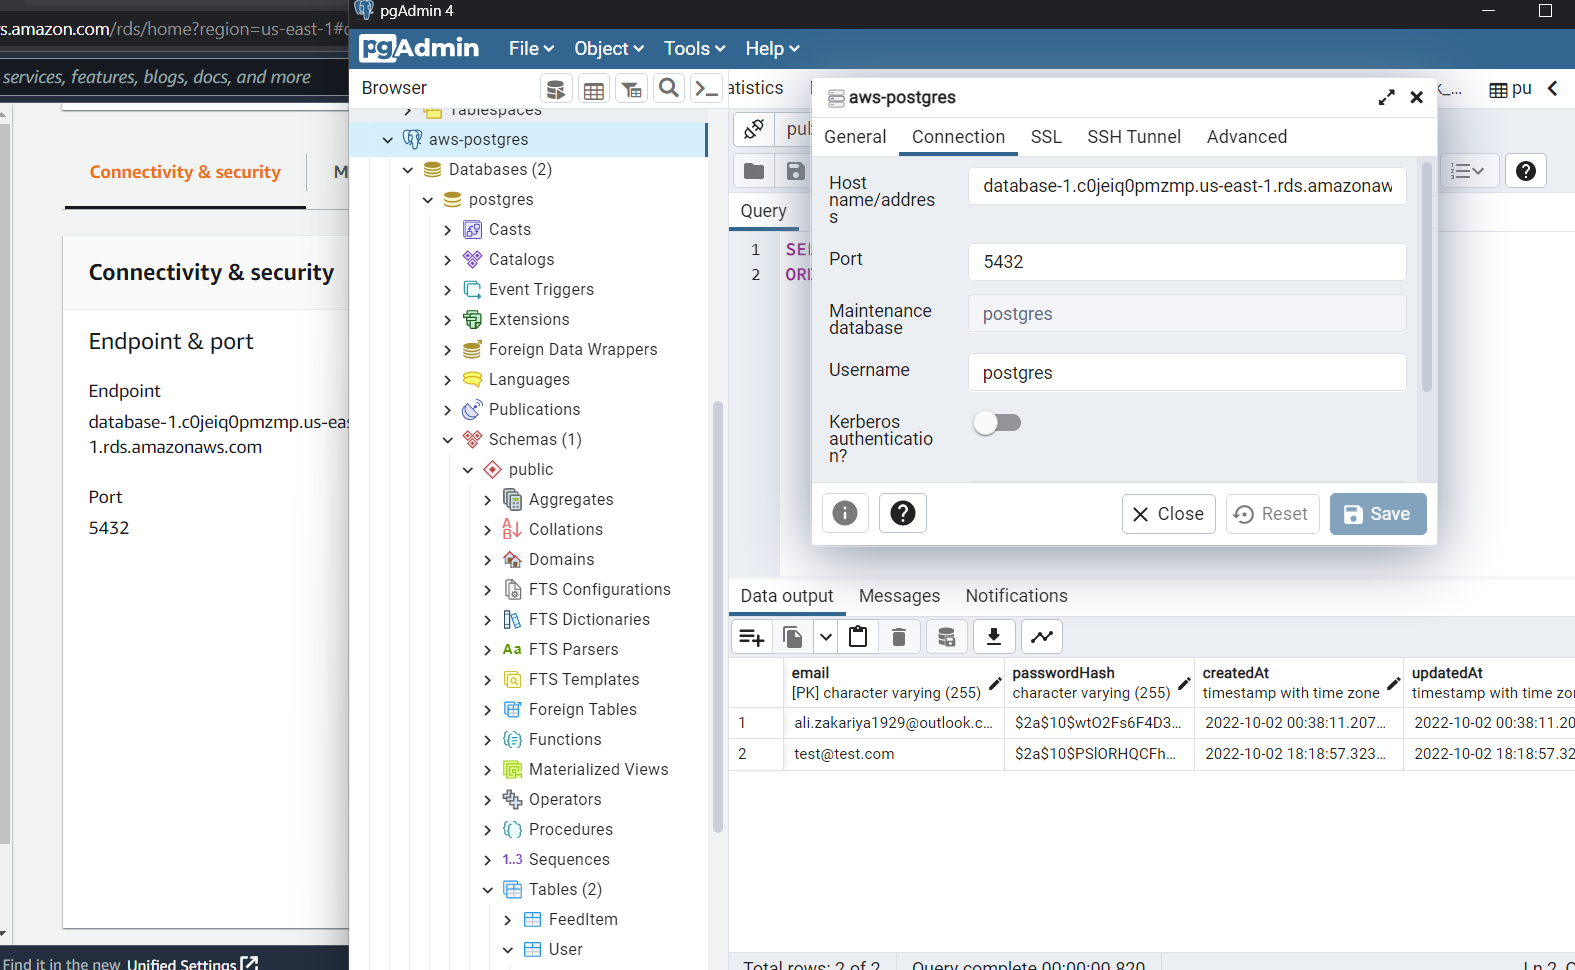 pgAdmin 4
s.amazon.com/rds/home?region=us-east-1#
services, features, blogs, docs, and more
Connectivity & security
M
Connectivity & security
Endpoint & port
Endpoint
database-1.c0jeiq0pmzmp.us-eas
1.rds.amazonaws.com
Port
5432
Find it in the new Unified Settings
pgAdmin
File
Object
Tools
Help
Browser
Tablespaces
aws-postgres
Databases (2)
postgres
Casts
Catalogs
Event Triggers
Extensions
Foreign Data Wrappers
Languages
Publications
Schemas (1)
public
Aggregates
Collations
Domains
FTS Configurations
FTS Dictionaries
Aa FTS Parsers
FTS Templates
Foreign Tables
Functions
Materialized Views
Operators
Procedures
1..3 Sequences
Tables (2)
FeedItem
User
atistics
k_...
pu
pul
Query
1 SE
2 OR
aws-postgres
General
Connection
SSL
SSH Tunnel
Advanced
Host
name/addres
s
database-1.c0jeiq0pmzmp.us-east-1.rds.amazonaw
Port
5432
Maintenance
database
postgres
Username
postgres
Kerberos
authenticatio
n?
Close
Reset
Save
Data output
Messages
Notifications
email
[PK] character varying (255)
passwordHash
character varying (255)
createdAt
timestamp with time zone
updatedAt
timestamp with time zo
1 ali.zakariya1929@outlook.c... $2a$10$wtO2Fs6F4D3... 2022-10-02 00:38:11.207... 2022-10-02 00:38:11.20
2 test@test.com $2a$10$PSlORHQCFh... 2022-10-02 18:18:57.323... 2022-10-02 18:18:57.32
Total rows: 2 of 2
Query complete 00:00:00.820
Ln 2, C